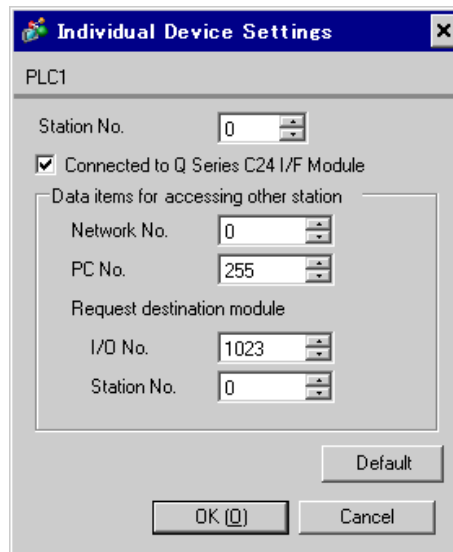 Individual Device Settings
PLC1
Station No. 0
Connected to Q Series C24 I/F Module
Data items for accessing other station
Network No. 0
PC No. 255
Request destination module
I/O No. 1023
Station No. 0
Default
OK (O) Cancel